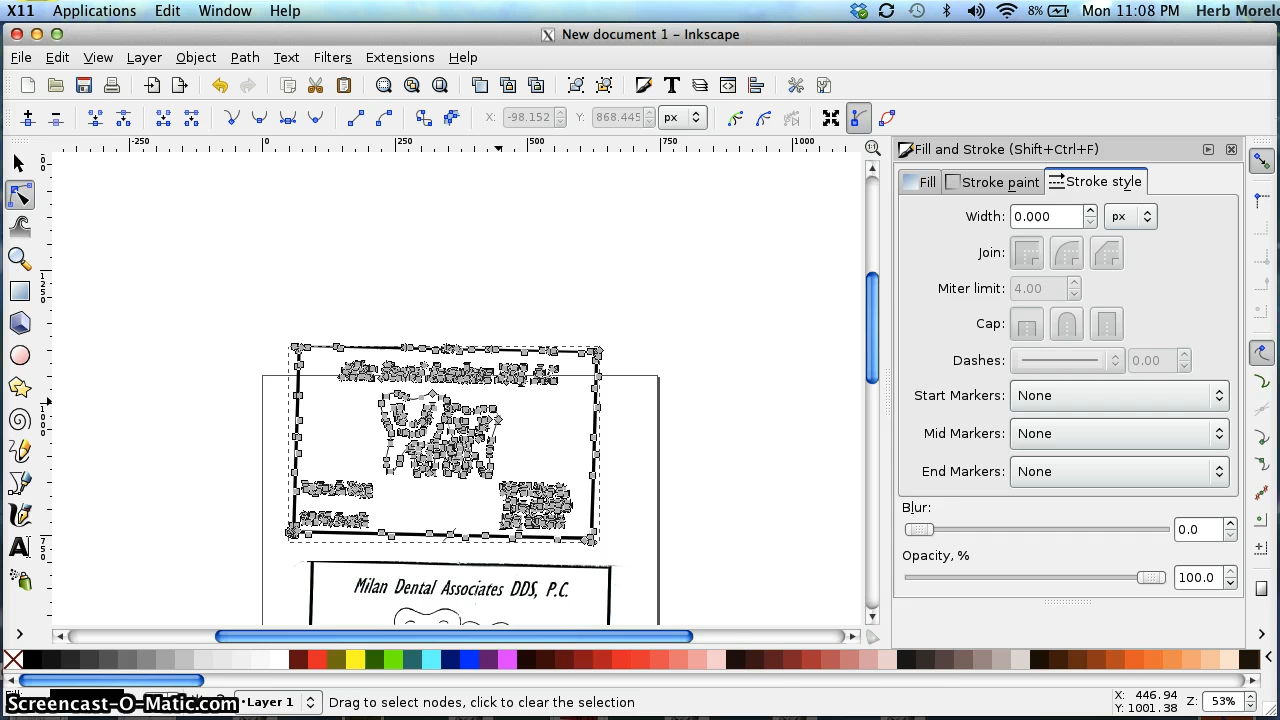 X11 Applications Edit Window Help 8% Mon 11:08 PM Herb Morelo
New document 1 – Inkscape
File Edit View Layer Object Path Text Filters Extensions Help
X: -98.152 Y: 868.445 px
-250 0 250 500 750 1000
Fill and Stroke (Shift+Ctrl+F)
Fill Stroke paint Stroke style
Width: 0.000 px
Join:
Miter limit: 4.00
Cap:
Dashes: 0.00
Start Markers: None
Mid Markers: None
End Markers: None
Blur:
0.0
Opacity, %
100.0
Milan Dental Associates DDS, P.C.
Layer 1 Drag to select nodes, click to clear the selection X: 446.94 Z: 53%
Y: 1001.38
Screencast-O-Matic.com